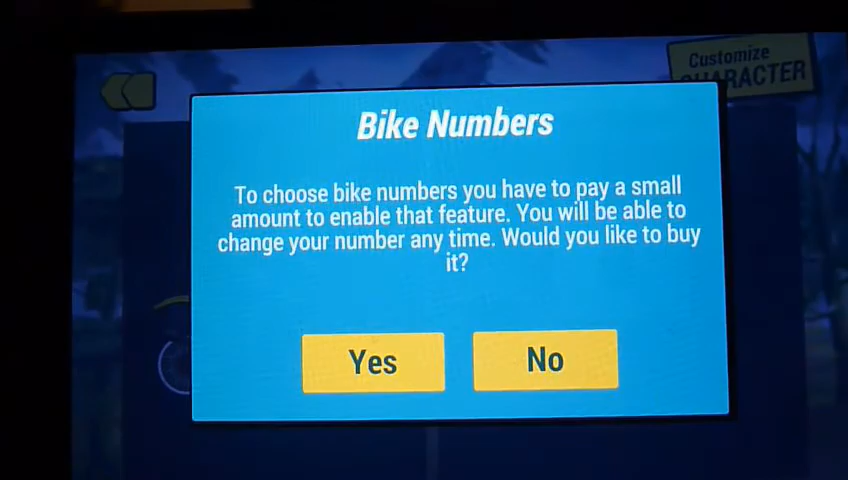 Customize
CHARACTER
Bike Numbers
To choose bike numbers you have to pay a small
amount to enable that feature. You will be able to
change your number any time. Would you like to buy
it?
Yes
No